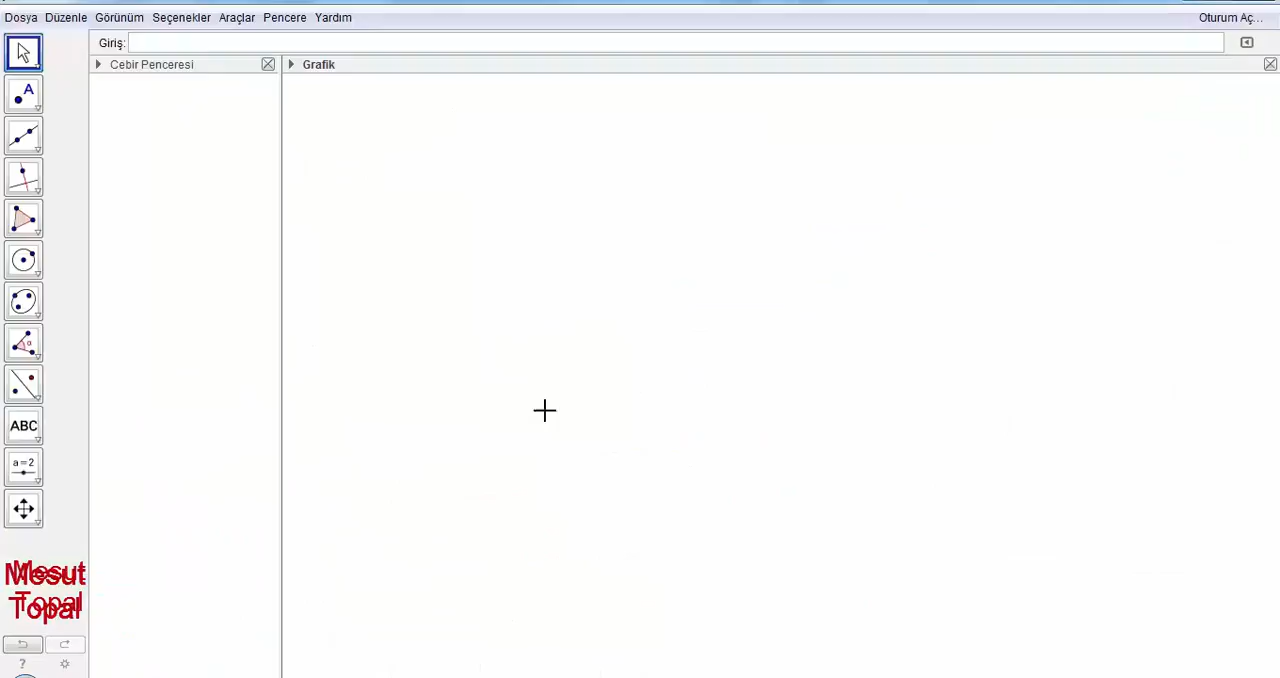 Dosya Düzenle Görünüm Seçenekler Araçlar Pencere Yardım Oturum Aç...
Giriş:
Cebir Penceresi
Grafik
A
α
ABC
a=2
Mesut
Topal
?